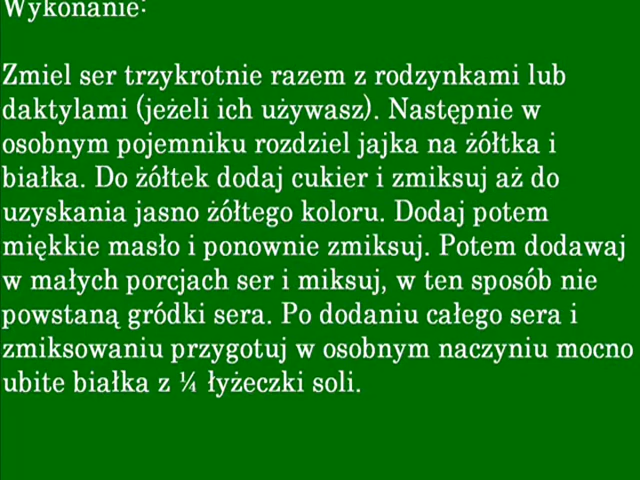 Wykonanie:
Zmiel ser trzykrotnie razem z rodzynkami lub
daktylami (jeżeli ich używasz). Następnie w
osobnym pojemniku rozdziel jajka na żółtka i
białka. Do żółtek dodaj cukier i zmiksuj aż do
uzyskania jasno żółtego koloru. Dodaj potem
miękkie masło i ponownie zmiksuj. Potem dodawaj
w małych porcjach ser i miksuj, w ten sposób nie
powstaną gródki sera. Po dodaniu całego sera i
zmiksowaniu przygotuj w osobnym naczyniu mocno
ubite białka z ¼ łyżeczki soli.